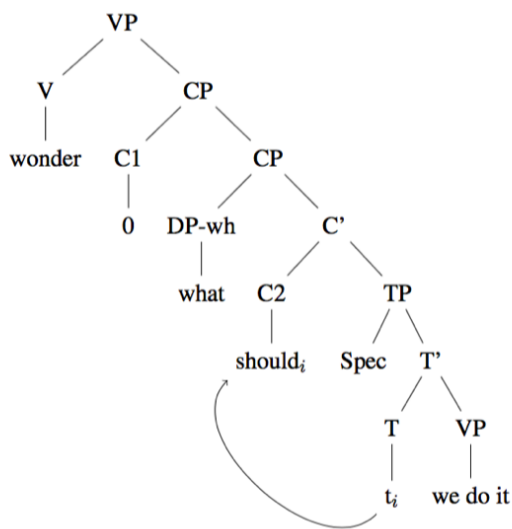 VP
V CP
wonder C1 CP
0 DP-wh C’
what C2 TP
shouldᵢ Spec T’
T VP
tᵢ we do it